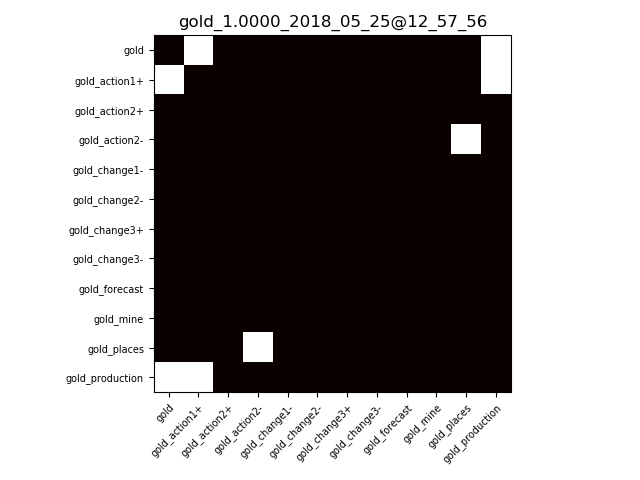 gold_1.0000_2018_05_25@12_57_56
gold
gold_action1+
gold_action2+
gold_action2-
gold_change1-
gold_change2-
gold_change3+
gold_change3-
gold_forecast
gold_mine
gold_places
gold_production
gold
gold_action1+
gold_action2+
gold_action2-
gold_change1-
gold_change2-
gold_change3+
gold_change3-
gold_forecast
gold_mine
gold_places
gold_production